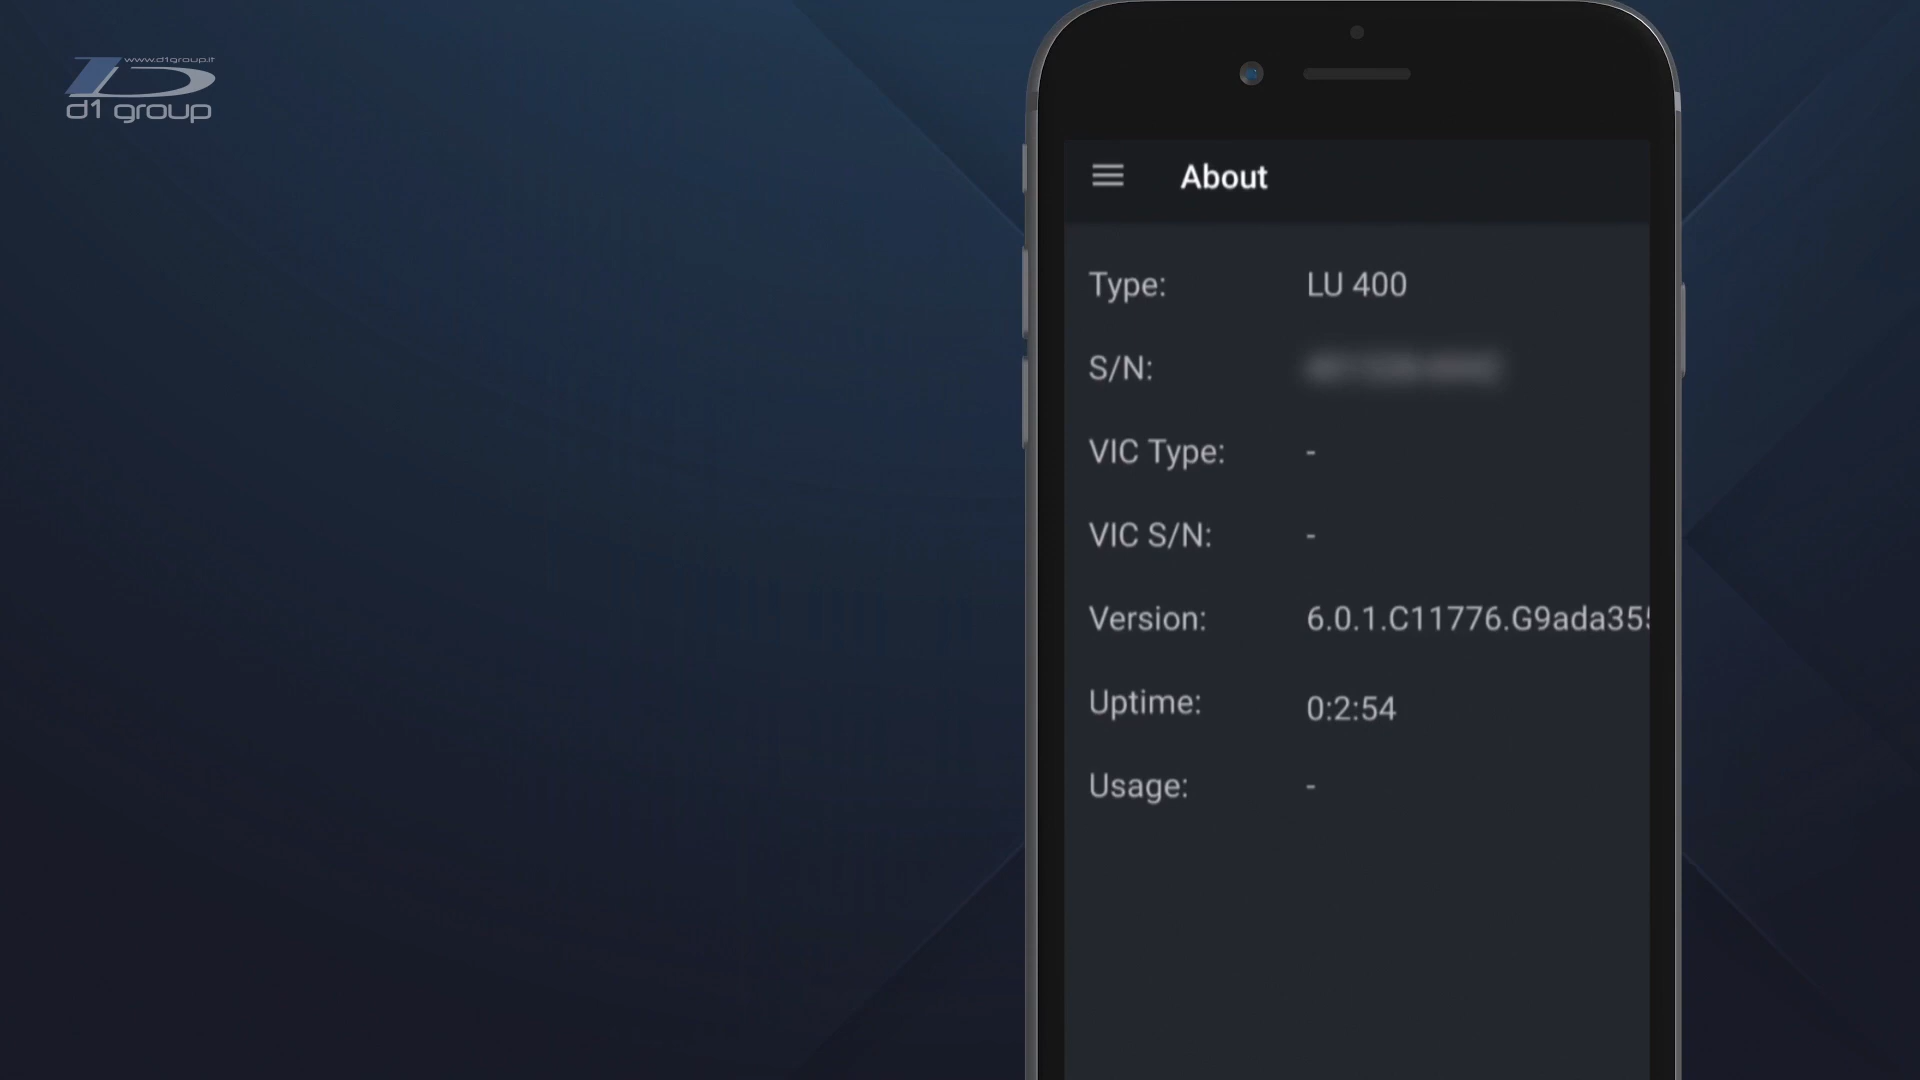 www.d1group.it
d1 group
About
Type: LU 400
S/N:
VIC Type: -
VIC S/N: -
Version: 6.0.1.C11776.G9ada35
Uptime: 0:2:54
Usage: -